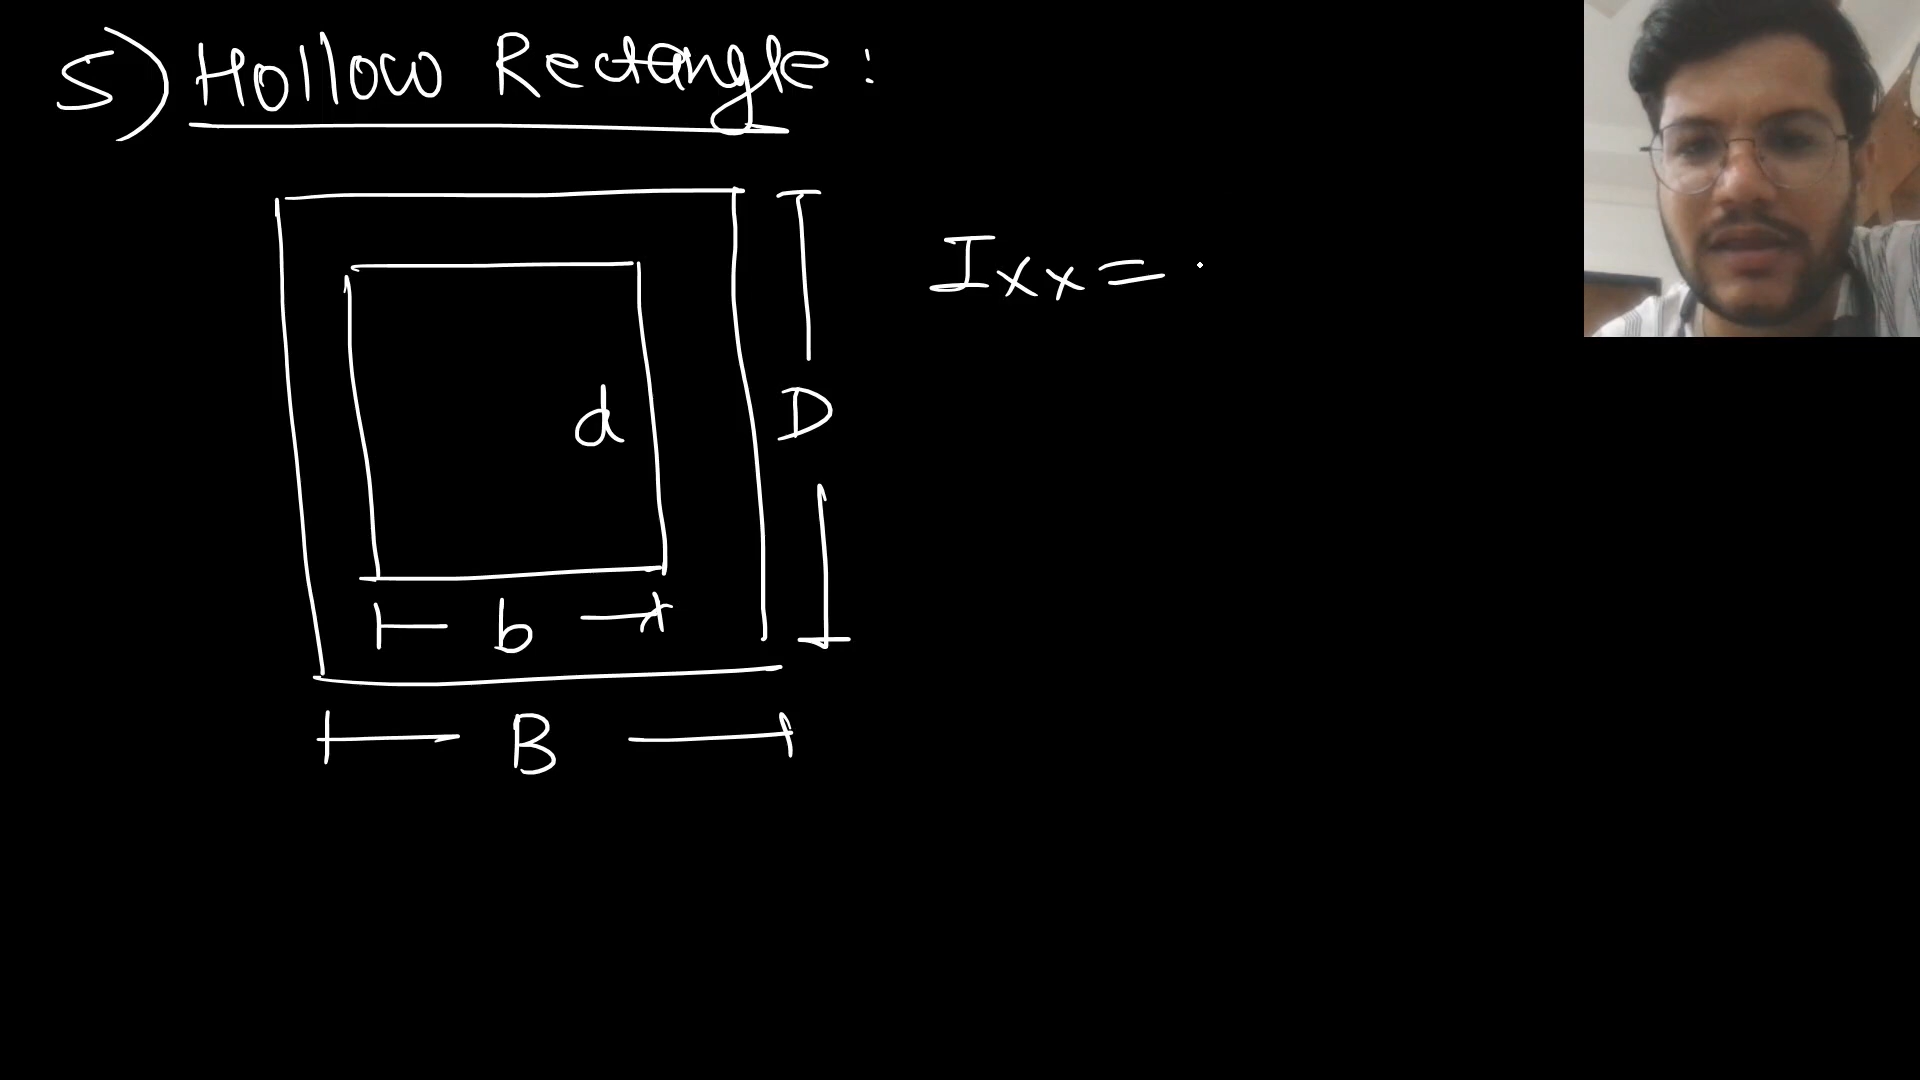 5) Hollow Rectangle :
D
Ixx = 
d
b
B